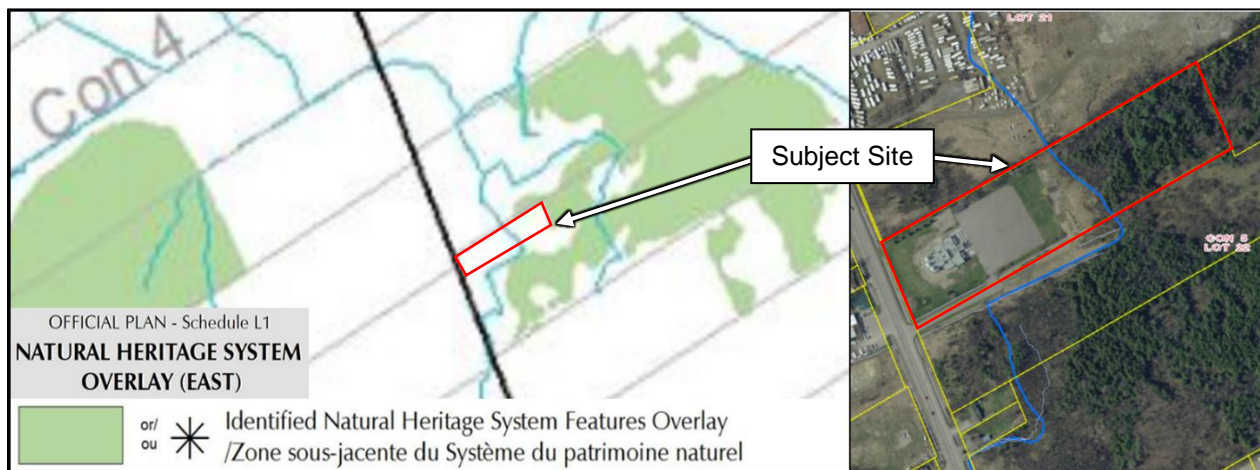 Con 4
LOT 21
Subject Site
CON 5
LOT 22
OFFICIAL PLAN - Schedule L1
NATURAL HERITAGE SYSTEM
OVERLAY (EAST)
or/
ou
Identified Natural Heritage System Features Overlay
/Zone sous-jacente du Système du patrimoine naturel